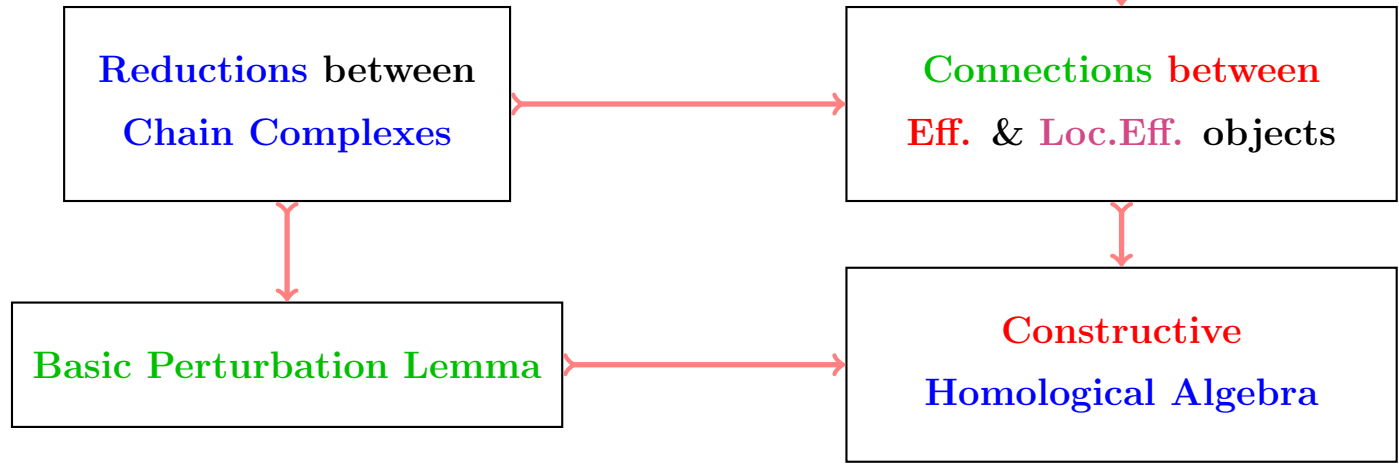 Reductions between
Chain Complexes
Connections between
Eff. & Loc.Eff. objects
Basic Perturbation Lemma
Constructive
Homological Algebra